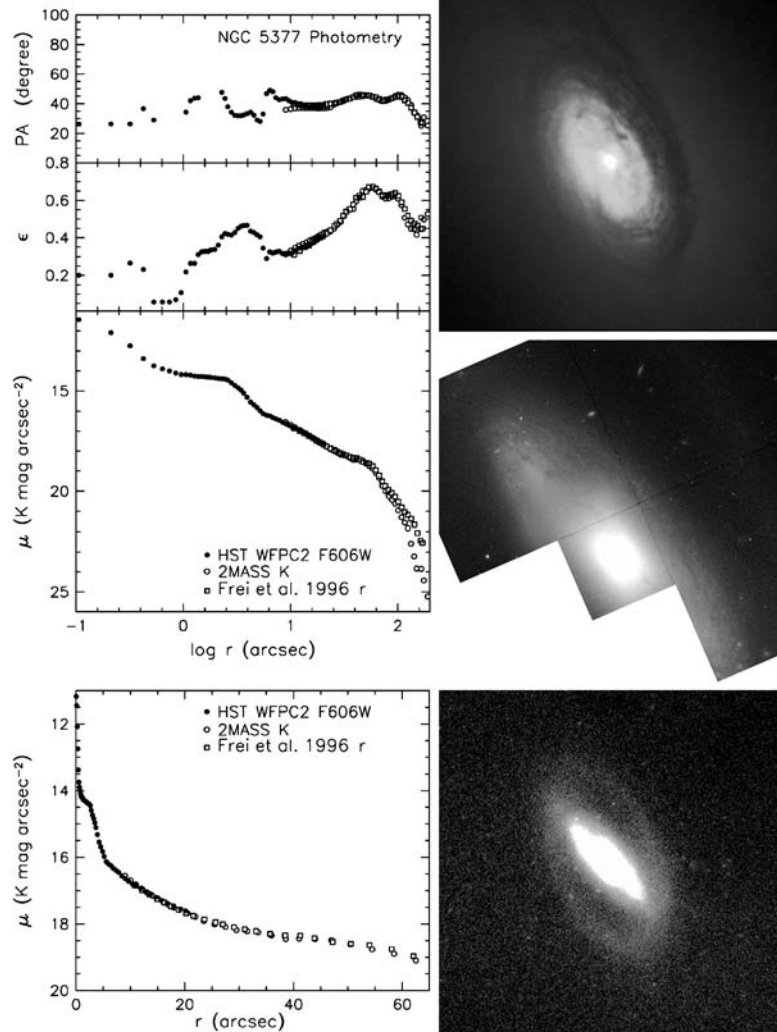 NGC 5377 Photometry
PA (degree)
100
80
60
40
20
0.8
ϵ
0.6
0.4
0.2
μ (K mag arcsec−2)
15
20
25
HST WFPC2 F606W
2MASS K
Frei et al. 1996 r
−1
0
1
2
log r (arcsec)
μ (K mag arcsec−2)
11
12
14
16
18
20
HST WFPC2 F606W
2MASS K
Frei et al. 1996 r
0
20
40
60
r (arcsec)